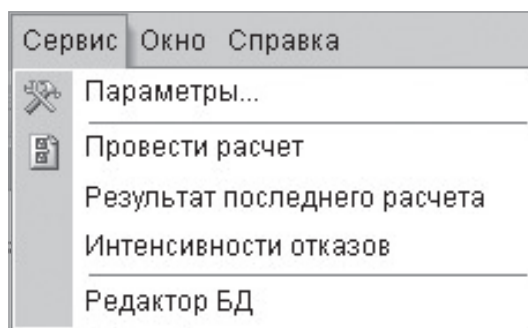 Сервис Окно Справка
Параметры...
Провести расчет
Результат последнего расчета
Интенсивности отказов
Редактор БД